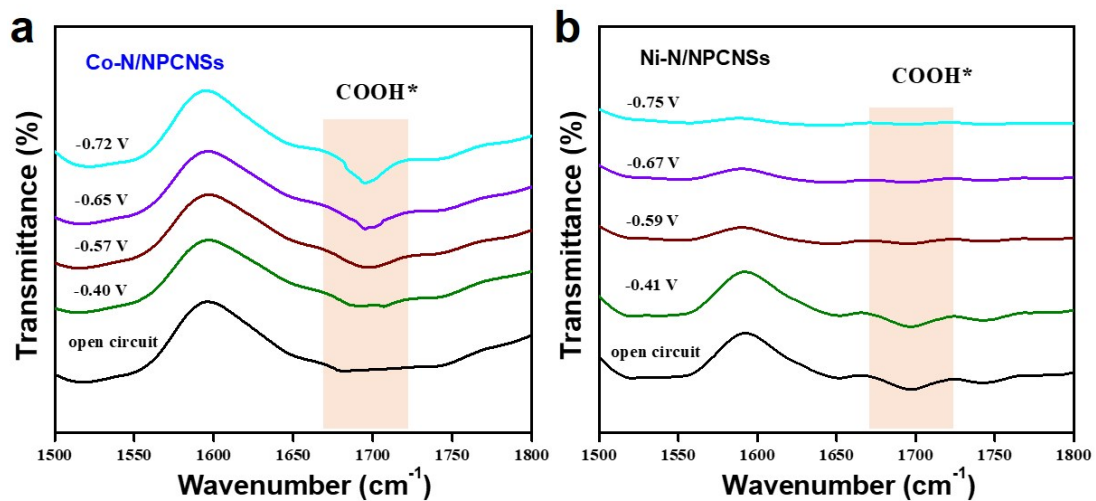 a
Co-N/NPCNSs
COOH*
-0.72 V
-0.65 V
-0.57 V
-0.40 V
open circuit
Transmittance (%)
1500 1550 1600 1650 1700 1750 1800
Wavenumber (cm⁻¹)
b
Ni-N/NPCNSs
COOH*
-0.75 V
-0.67 V
-0.59 V
-0.41 V
open circuit
Transmittance (%)
1500 1550 1600 1650 1700 1750 1800
Wavenumber (cm⁻¹)